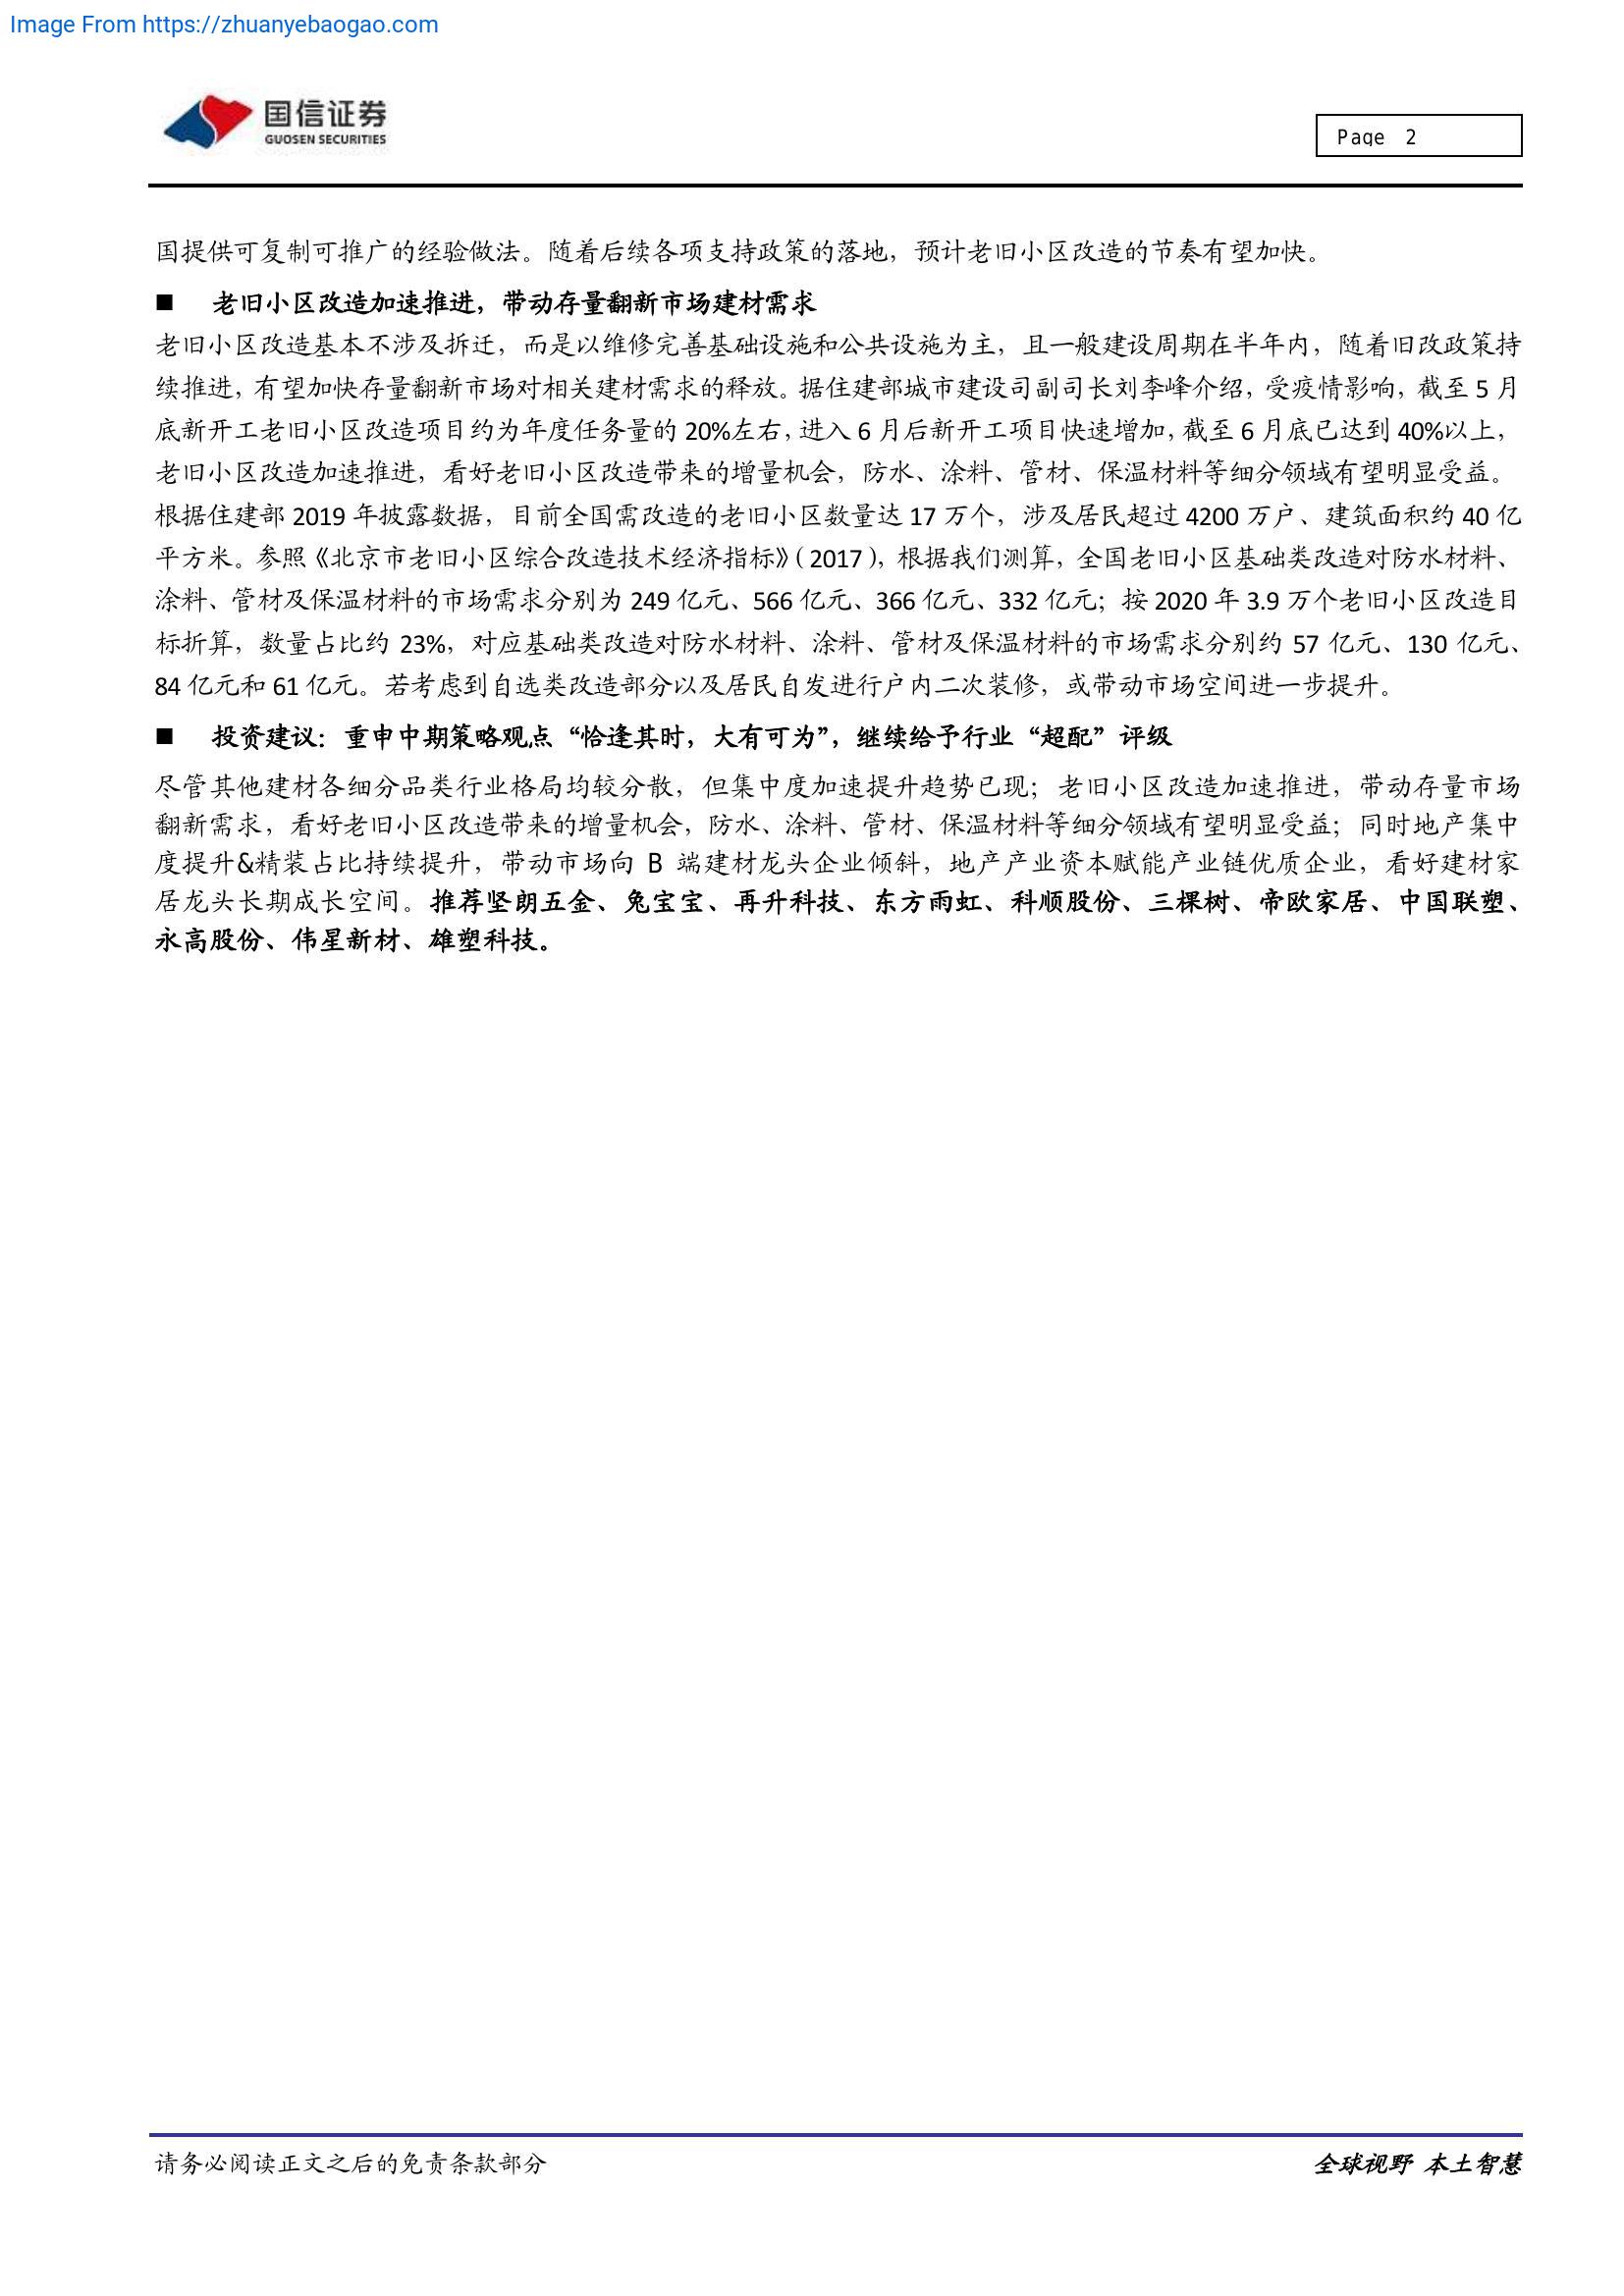 Image From https://zhuanyebaogao.com
国信证券
GUOSEN SECURITIES
Page 2
国提供可复制可推广的经验做法。随着后续各项支持政策的落地，预计老旧小区改造的节奏有望加快。
■ 老旧小区改造加速推进，带动存量翻新市场建材需求
老旧小区改造基本不涉及拆迁，而是以维修完善基础设施和公共设施为主，且一般建设周期在半年内，随着旧改政策持
续推进，有望加快存量翻新市场对相关建材需求的释放。据住建部城市建设司副司长刘李峰介绍，受疫情影响，截至 5 月
底新开工老旧小区改造项目约为年度任务量的 20%左右，进入 6 月后新开工项目快速增加，截至 6 月底已达到 40%以上，
老旧小区改造加速推进，看好老旧小区改造带来的增量机会，防水、涂料、管材、保温材料等细分领域有望明显受益。
根据住建部 2019 年披露数据，目前全国需改造的老旧小区数量达 17 万个，涉及居民超过 4200 万户、建筑面积约 40 亿
平方米。参照《北京市老旧小区综合改造技术经济指标》（2017），根据我们测算，全国老旧小区基础类改造对防水材料、
涂料、管材及保温材料的市场需求分别为 249 亿元、566 亿元、366 亿元、332 亿元；按 2020 年 3.9 万个老旧小区改造目
标折算，数量占比约 23%，对应基础类改造对防水材料、涂料、管材及保温材料的市场需求分别约 57 亿元、130 亿元、
84 亿元和 61 亿元。若考虑到自选类改造部分以及居民自发进行户内二次装修，或带动市场空间进一步提升。
■ 投资建议：重申中期策略观点“恰逢其时，大有可为”，继续给予行业“超配”评级
尽管其他建材各细分品类行业格局均较分散，但集中度加速提升趋势已现；老旧小区改造加速推进，带动存量市场
翻新需求，看好老旧小区改造带来的增量机会，防水、涂料、管材、保温材料等细分领域有望明显受益；同时地产集中
度提升&精装占比持续提升，带动市场向 B 端建材龙头企业倾斜，地产产业资本赋能产业链优质企业，看好建材家
居龙头长期成长空间。推荐坚朗五金、兔宝宝、再升科技、东方雨虹、科顺股份、三棵树、帝欧家居、中国联塑、
永高股份、伟星新材、雄塑科技。
请务必阅读正文之后的免责条款部分
全球视野 本土智慧